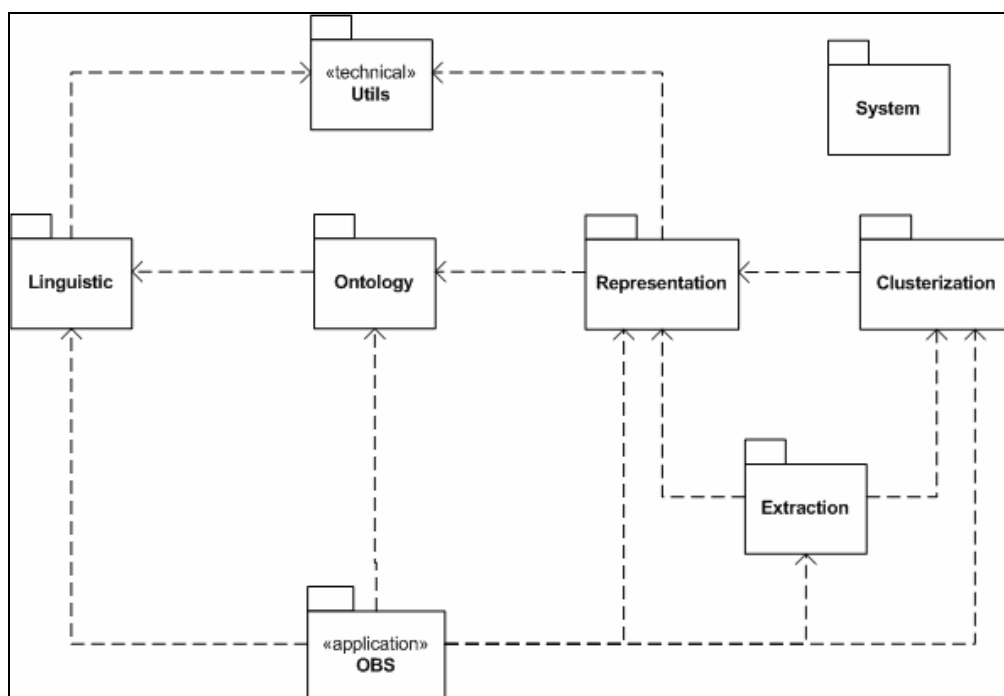 «technical»
Utils
System
Linguistic
Ontology
Representation
Clusterization
Extraction
«application»
OBS